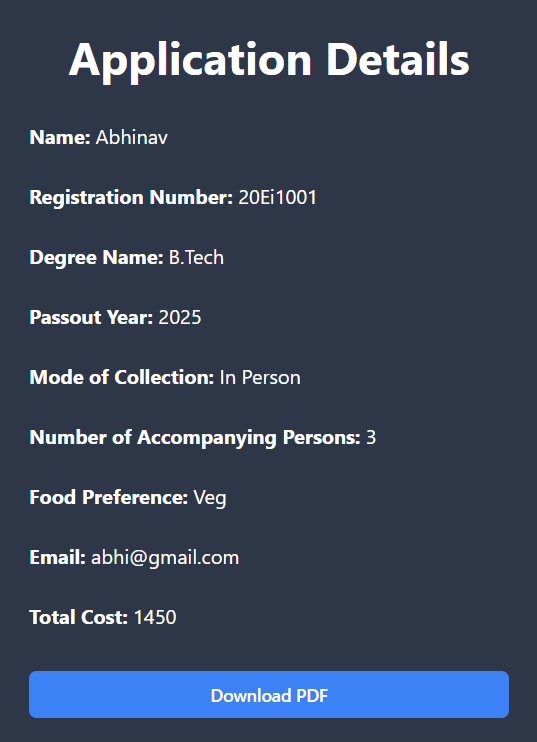 Application Details
Name: Abhinav
Registration Number: 20Ei1001
Degree Name: B.Tech
Passout Year: 2025
Mode of Collection: In Person
Number of Accompanying Persons: 3
Food Preference: Veg
Email: abhi@gmail.com
Total Cost: 1450
Download PDF